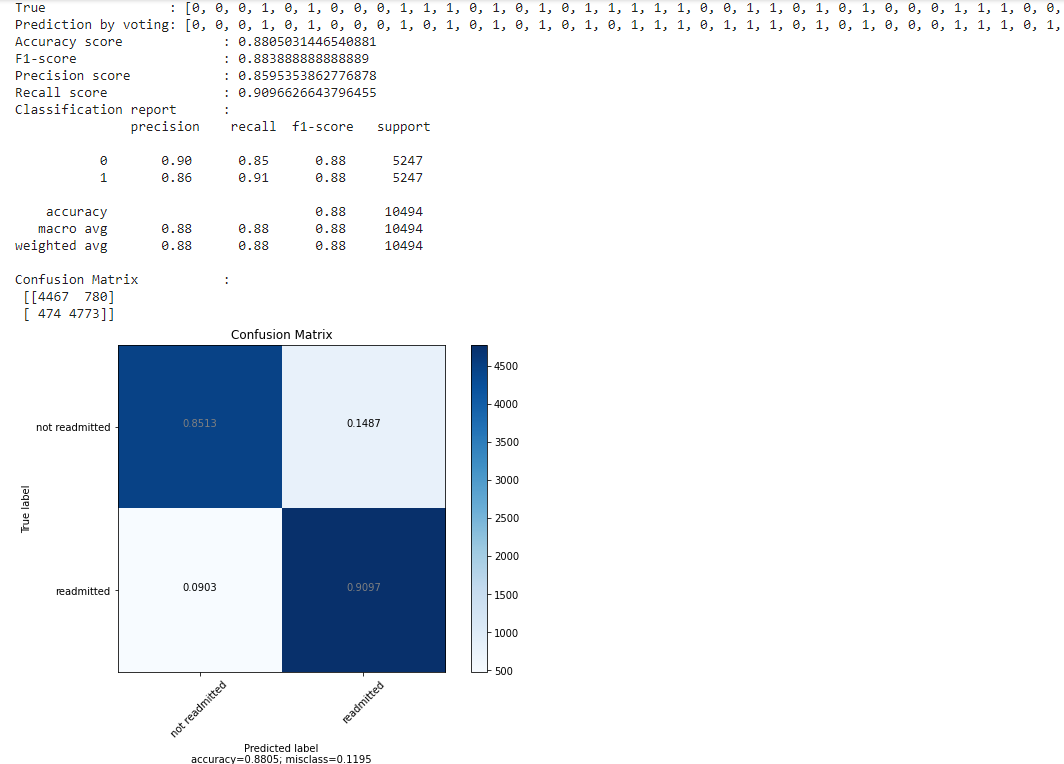 True : [0, 0, 0, 1, 0, 1, 0, 0, 0, 1, 1, 1, 0, 1, 0, 1, 0, 1, 1, 1, 1, 1, 0, 0, 1, 1, 0, 1, 0, 1, 0, 0, 0, 1, 1, 1, 0, 0,
Prediction by voting: [0, 0, 0, 1, 0, 1, 0, 0, 0, 1, 0, 1, 0, 1, 0, 1, 0, 1, 0, 1, 1, 1, 0, 1, 1, 1, 0, 1, 0, 1, 0, 0, 0, 1, 1, 1, 0, 1,
Accuracy score : 0.8805031446540881
F1-score : 0.883888888888889
Precision score : 0.8595353862776878
Recall score : 0.9096626643796455
Classification report :
precision recall f1-score support
0 0.90 0.85 0.88 5247
1 0.86 0.91 0.88 5247
accuracy 0.88 10494
macro avg 0.88 0.88 0.88 10494
weighted avg 0.88 0.88 0.88 10494
Confusion Matrix :
[[4467 780]
[ 474 4773]]
Confusion Matrix
4500
4000
3500
3000
2500
2000
1500
1000
500
True label
not readmitted
0.8513 0.1487
readmitted
0.0903 0.9097
not readmitted
readmitted
Predicted label
accuracy=0.8805; misclass=0.1195